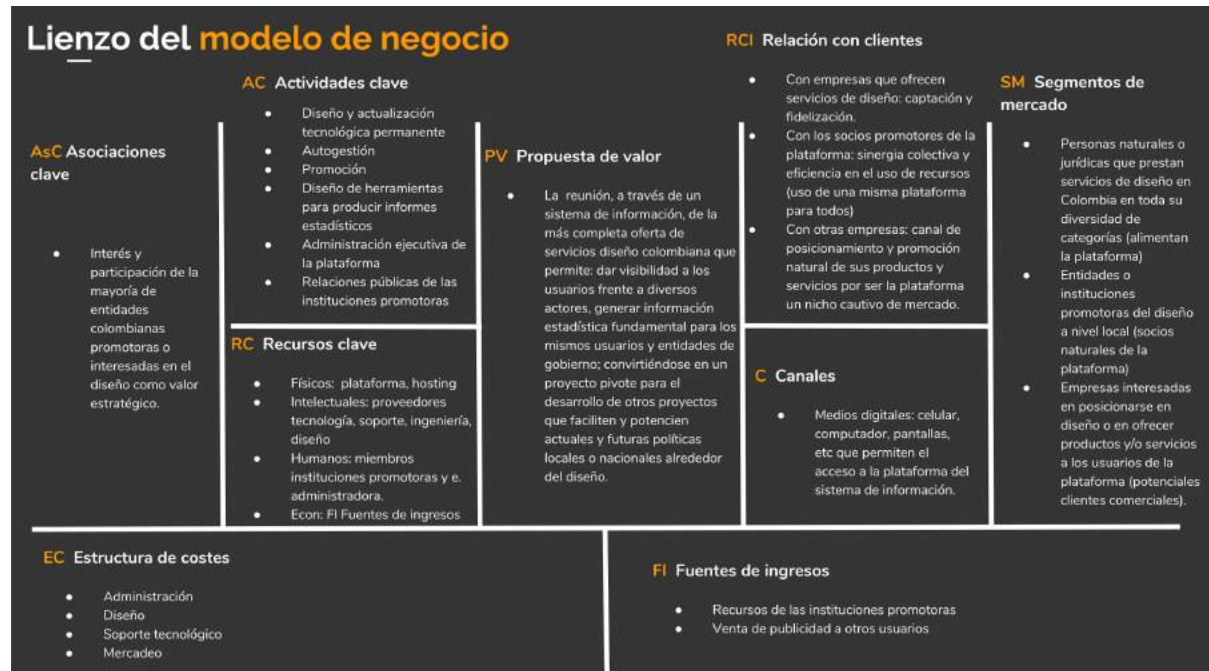 Lienzo del modelo de negocio
AsC Asociaciones
clave
● Interés y
participación de la
mayoría de
entidades
colombianas
promotoras o
interesadas en el
diseño como valor
estratégico.
AC Actividades clave
● Diseño y actualización
tecnológica permanente
● Autogestión
● Promoción
● Diseño de herramientas
para producir informes
estadísticos
● Administración ejecutiva de
la plataforma
● Relaciones públicas de las
instituciones promotoras
RC Recursos clave
● Físicos: plataforma, hosting
● Intelectuales: proveedores
tecnología, soporte, ingeniería,
diseño
● Humanos: miembros
instituciones promotoras y e.
administradora.
● Econ: FI Fuentes de ingresos
PV Propuesta de valor
● La reunión, a través de un
sistema de información, de la
más completa oferta de
servicios diseño colombiana que
permite: dar visibilidad a los
usuarios frente a diversos
actores, generar información
estadística fundamental para los
mismos usuarios y entidades de
gobierno; convirtiéndose en un
proyecto pivote para el
desarrollo de otros proyectos
que faciliten y potencien
actuales y futuras políticas
locales o nacionales alrededor
del diseño.
RCI Relación con clientes
● Con empresas que ofrecen
servicios de diseño: captación y
fidelización.
● Con los socios promotores de la
plataforma: sinergia colectiva y
eficiencia en el uso de recursos
(uso de una misma plataforma
para todos)
● Con otras empresas: canal de
posicionamiento y promoción
natural de sus productos y
servicios por ser la plataforma
un nicho cautivo de mercado.
C Canales
● Medios digitales: celular,
computador, pantallas,
etc que permiten el
acceso a la plataforma del
sistema de información.
SM Segmentos de
mercado
● Personas naturales o
jurídicas que prestan
servicios de diseño en
Colombia en toda su
diversidad de
categorías (alimentan
la plataforma)
● Entidades o
instituciones
promotoras del diseño
a nivel local (socios
naturales de la
plataforma)
● Empresas interesadas
en posicionarse en
diseño o en ofrecer
productos y/o servicios
a los usuarios de la
plataforma (potenciales
clientes comerciales).
EC Estructura de costes
● Administración
● Diseño
● Soporte tecnológico
● Mercadeo
FI Fuentes de ingresos
● Recursos de las instituciones promotoras
● Venta de publicidad a otros usuarios